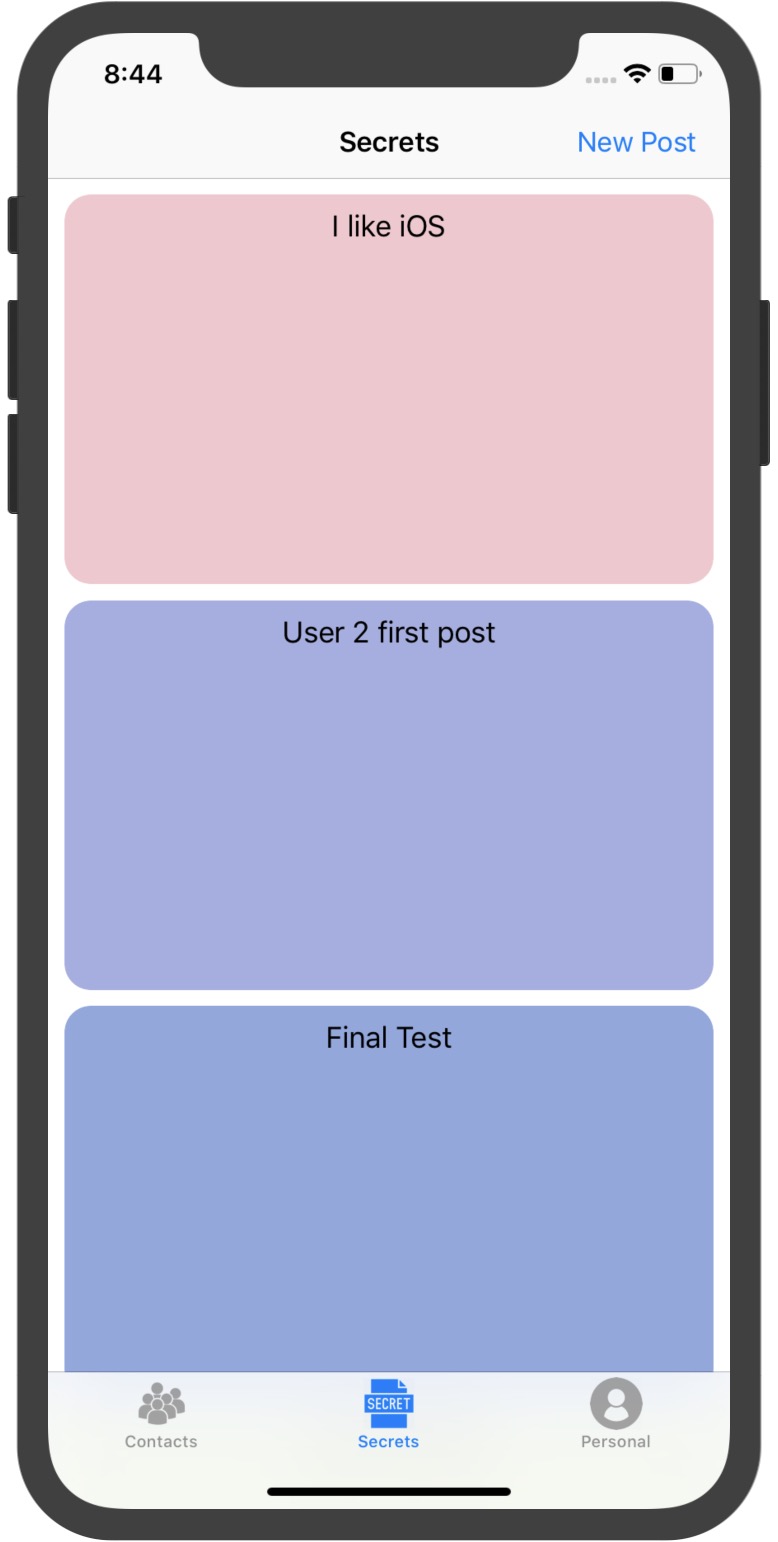 8:44
Secrets
New Post
I like iOS
User 2 first post
Final Test
SECRET
Contacts
Secrets
Personal